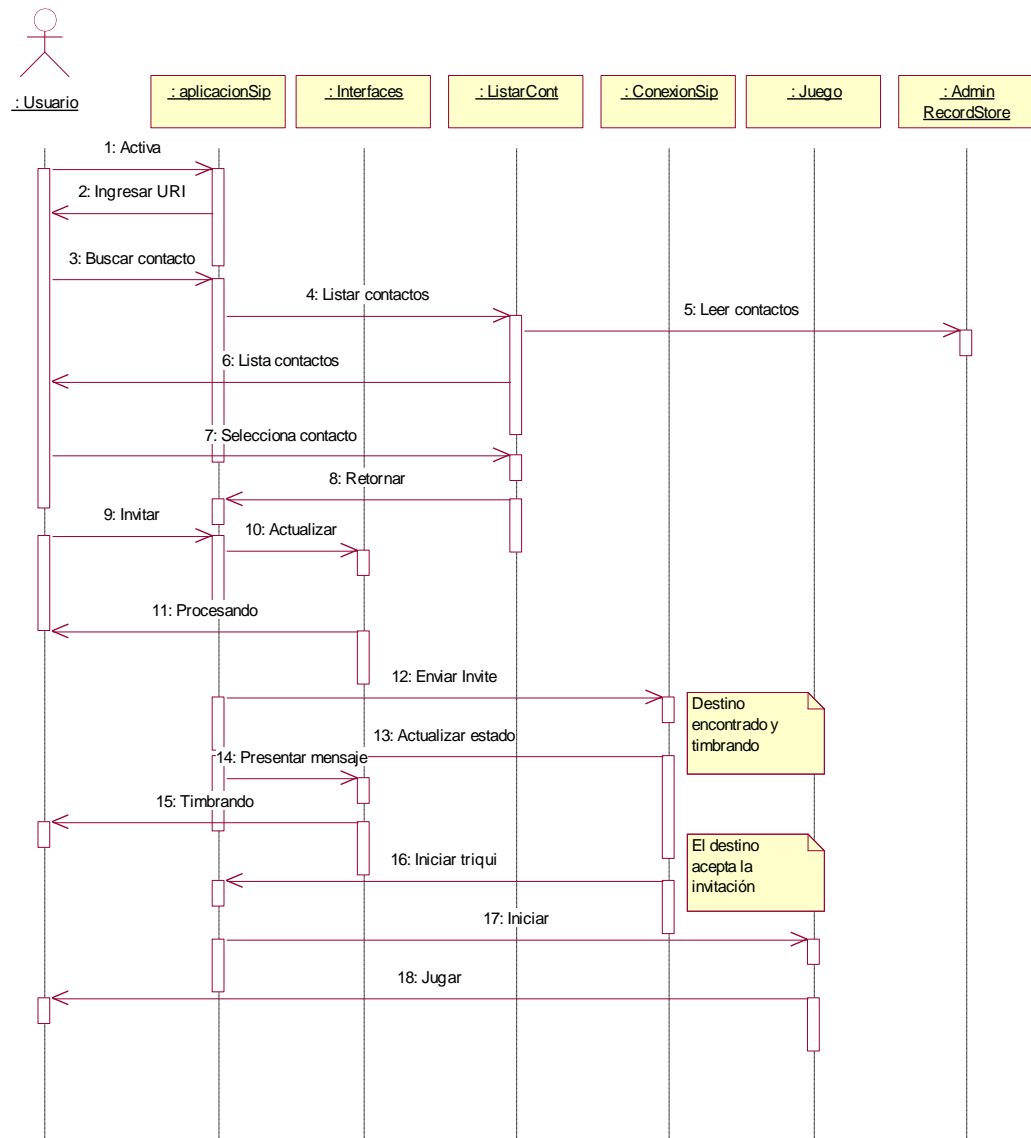 : Usuario
: aplicacionSip
: Interfaces
: ListarCont
: ConexionSip
: Juego
: Admin
RecordStore
1: Activa
2: Ingresar URI
3: Buscar contacto
4: Listar contactos
5: Leer contactos
6: Lista contactos
7: Selecciona contacto
8: Retornar
9: Invitar
10: Actualizar
11: Procesando
12: Enviar Invite
Destino
encontrado y
timbrando
13: Actualizar estado
14: Presentar mensaje
15: Timbrando
El destino
acepta la
invitación
16: Iniciar triqui
17: Iniciar
18: Jugar